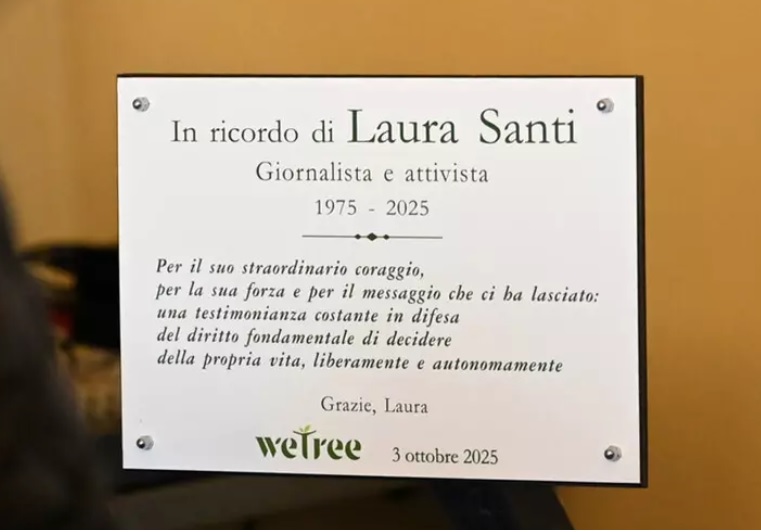 In ricordo di Laura Santi
Giornalista e attivista
1975 - 2025
Per il suo straordinario coraggio,
per la sua forza e per il messaggio che ci ha lasciato:
una testimonianza costante in difesa
del diritto fondamentale di decidere
della propria vita, liberamente e autonomamente
Grazie, Laura
weTree 3 ottobre 2025